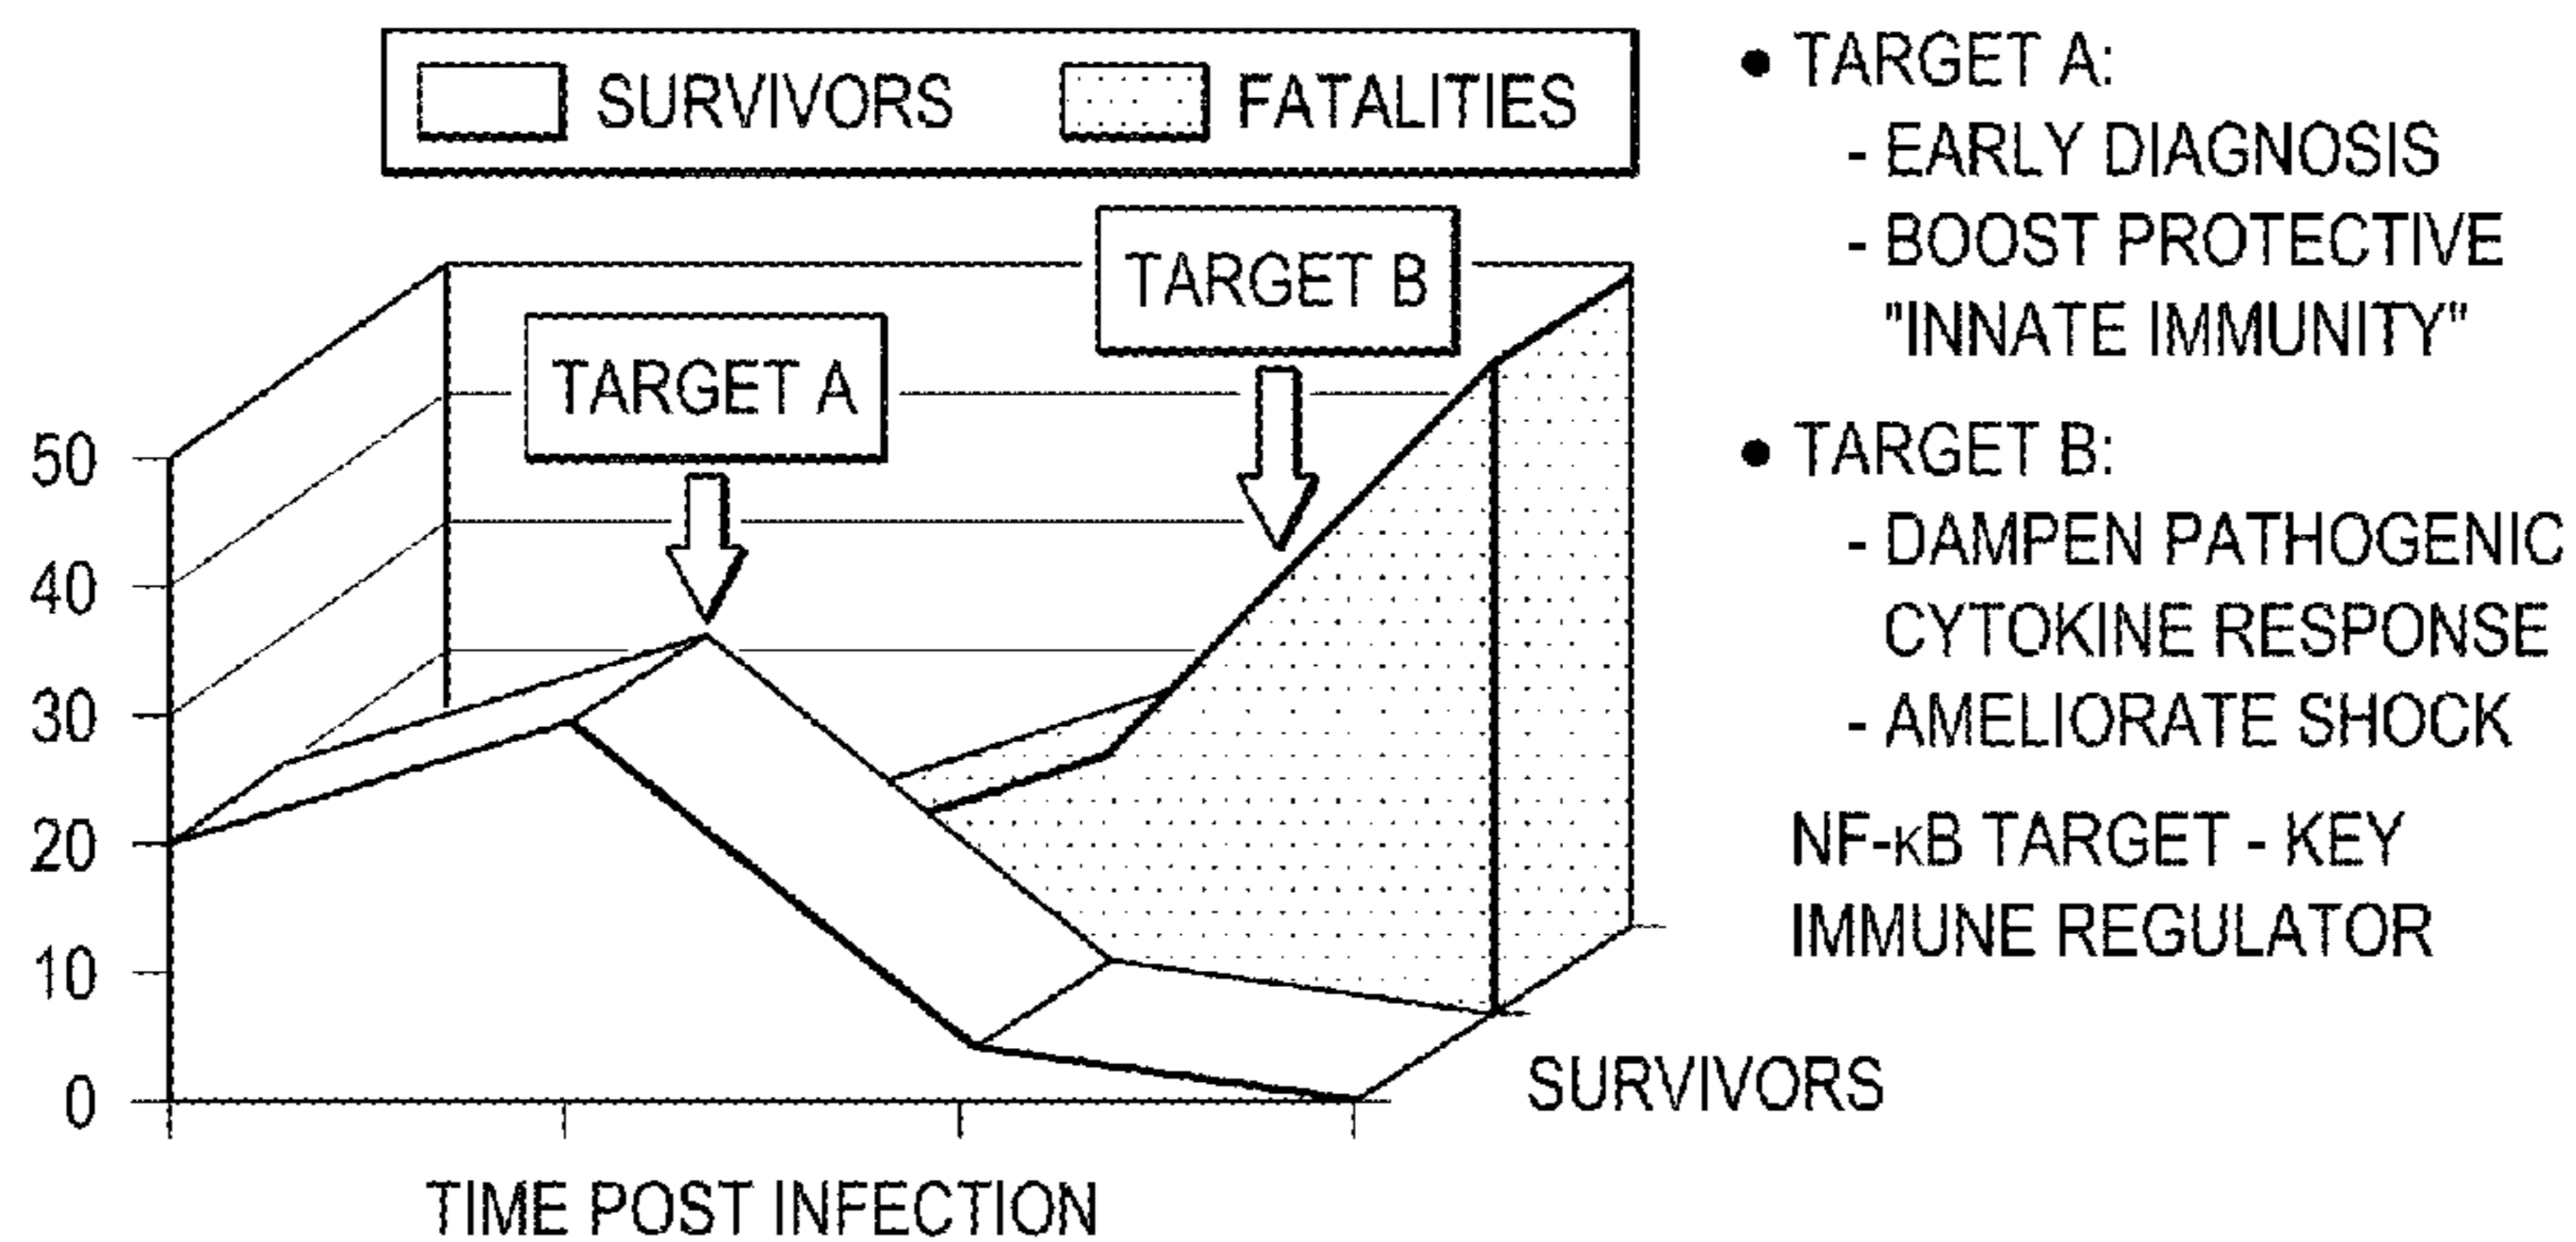 SURVIVORS
FATALITIES
TARGET A
TARGET B
50
40
30
20
10
0
SURVIVORS
TIME POST INFECTION
• TARGET A:
- EARLY DIAGNOSIS
- BOOST PROTECTIVE
"INNATE IMMUNITY"
• TARGET B:
- DAMPEN PATHOGENIC
CYTOKINE RESPONSE
- AMELIORATE SHOCK
NF-κB TARGET - KEY
IMMUNE REGULATOR